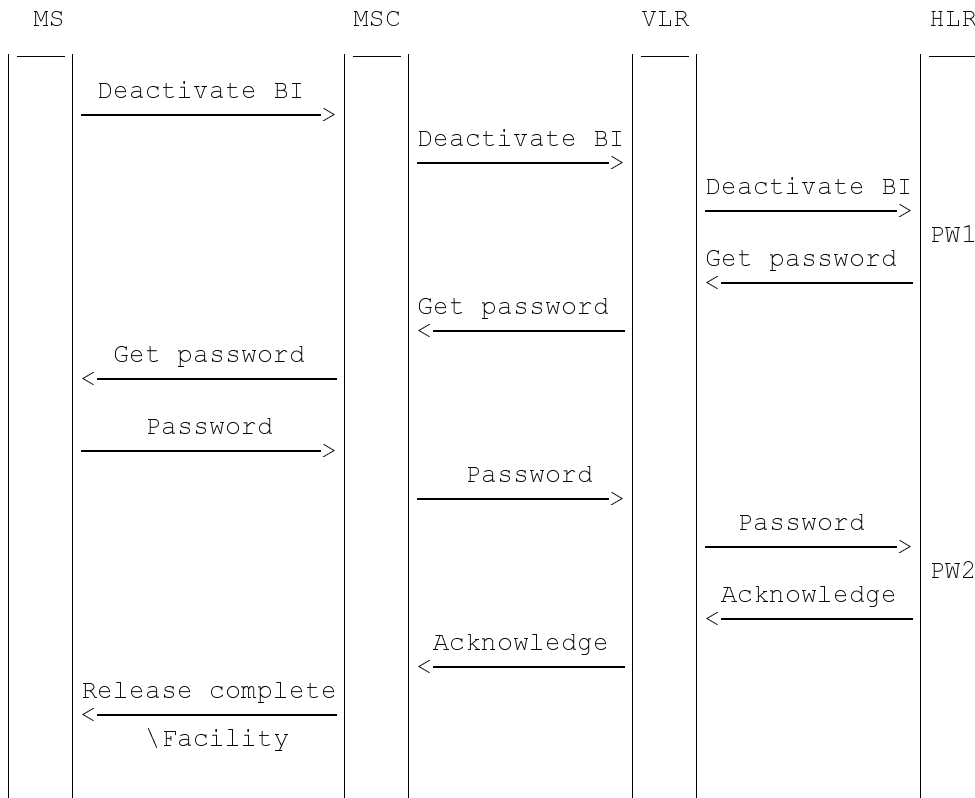 MS MSC VLR HLR
Deactivate BI
Deactivate BI
Deactivate BI
PW1
Get password
Get password
Get password
Password
Password
Password
PW2
Acknowledge
Acknowledge
Release complete
\Facility